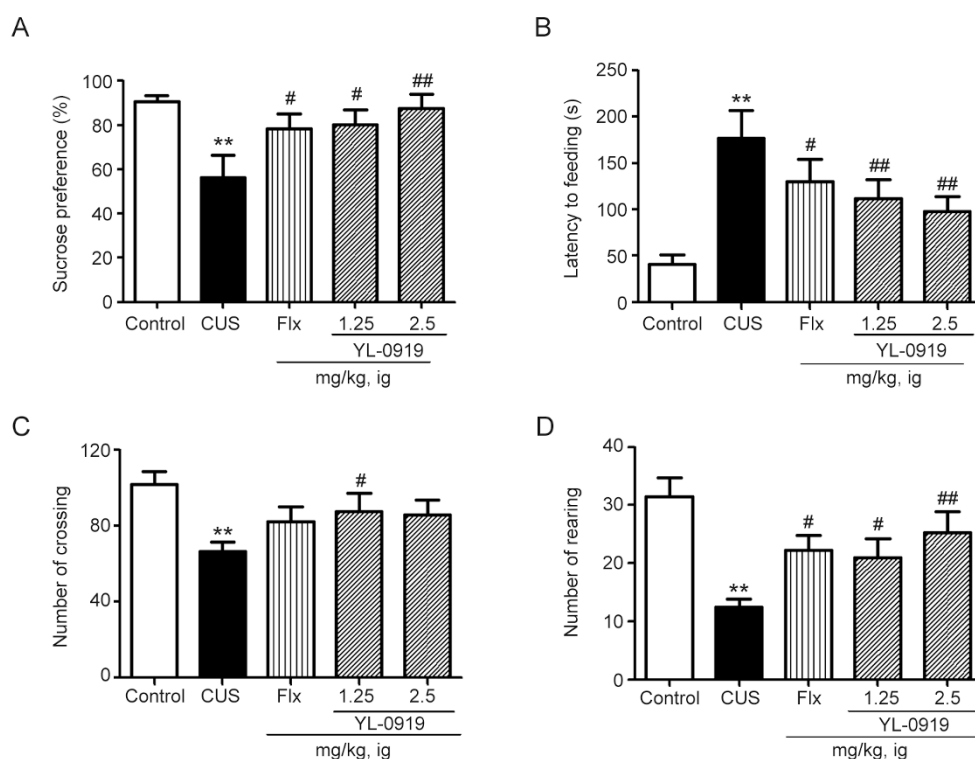 A
Sucrose preference (%)
100
80
60
40
20
0
**
#
#
##
Control CUS Flx 1.25 2.5
YL-0919
mg/kg, ig
B
Latency to feeding (s)
250
200
150
100
50
0
**
#
##
##
Control CUS Flx 1.25 2.5
YL-0919
mg/kg, ig
C
Number of crossing
120
80
40
0
**
#
Control CUS Flx 1.25 2.5
YL-0919
mg/kg, ig
D
Number of rearing
40
30
20
10
0
**
#
#
##
Control CUS Flx 1.25 2.5
YL-0919
mg/kg, ig